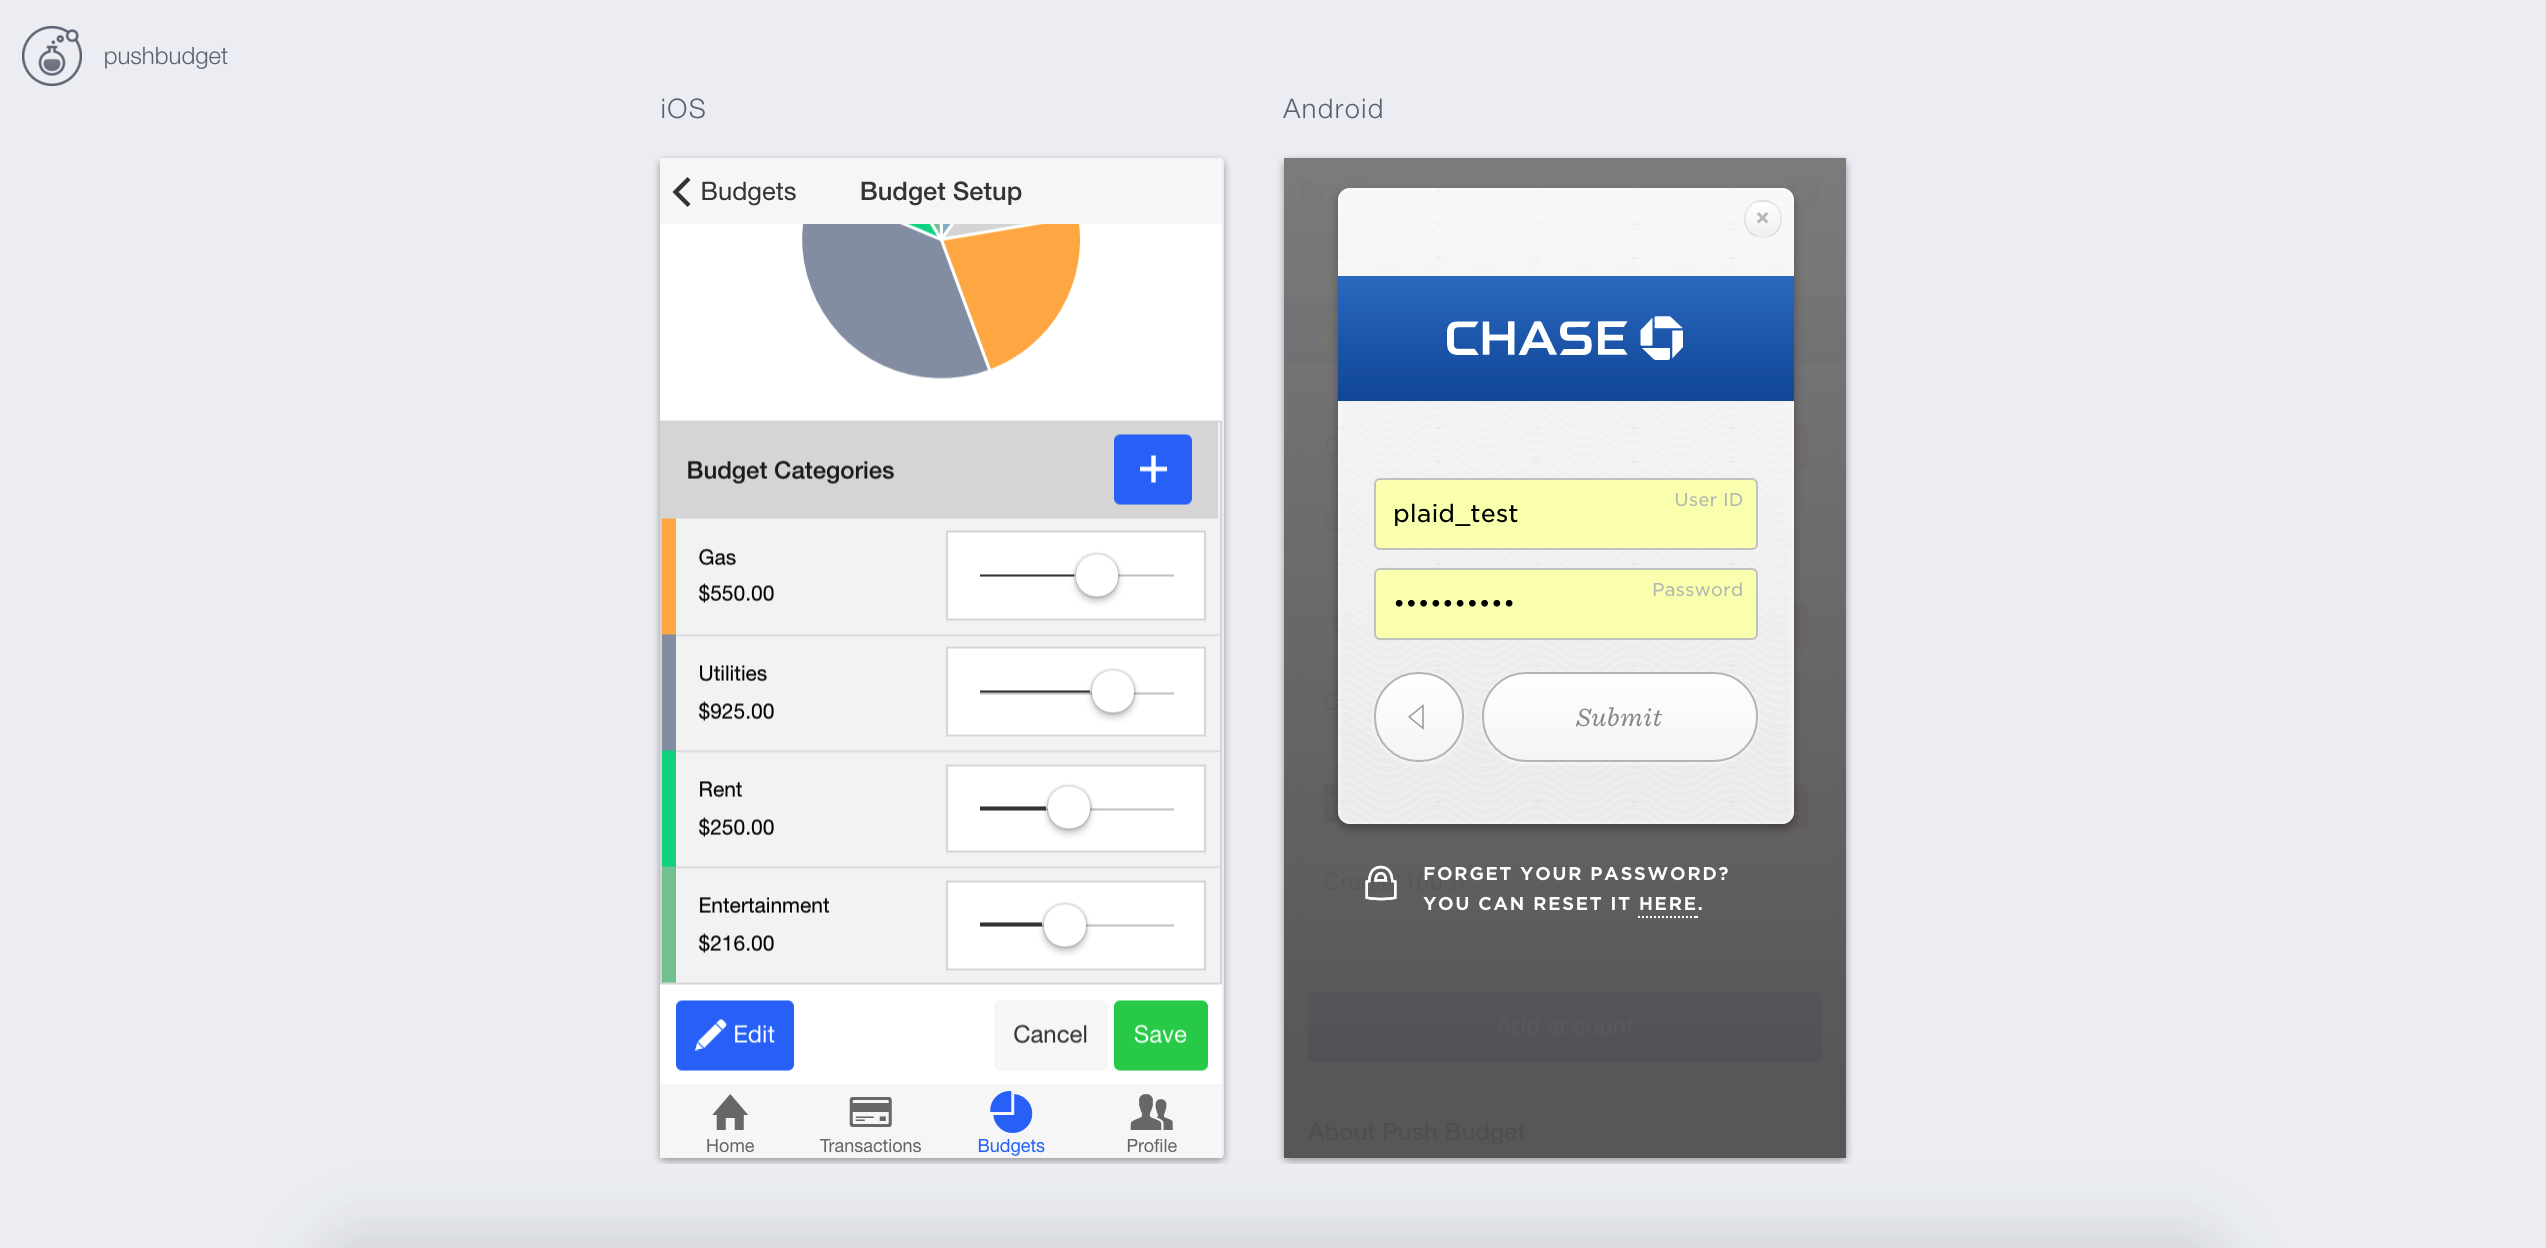 pushbudget
iOS
Budgets
Budget Setup
Budget Categories
+
Gas
$550.00
Utilities
$925.00
Rent
$250.00
Entertainment
$216.00
Edit
Cancel
Save
Home
Transactions
Budgets
Profile
Android
×
CHASE
User ID
plaid_test
Password
••••••••••
Submit
FORGET YOUR PASSWORD?
YOU CAN RESET IT HERE.
Add account
About Push Budget